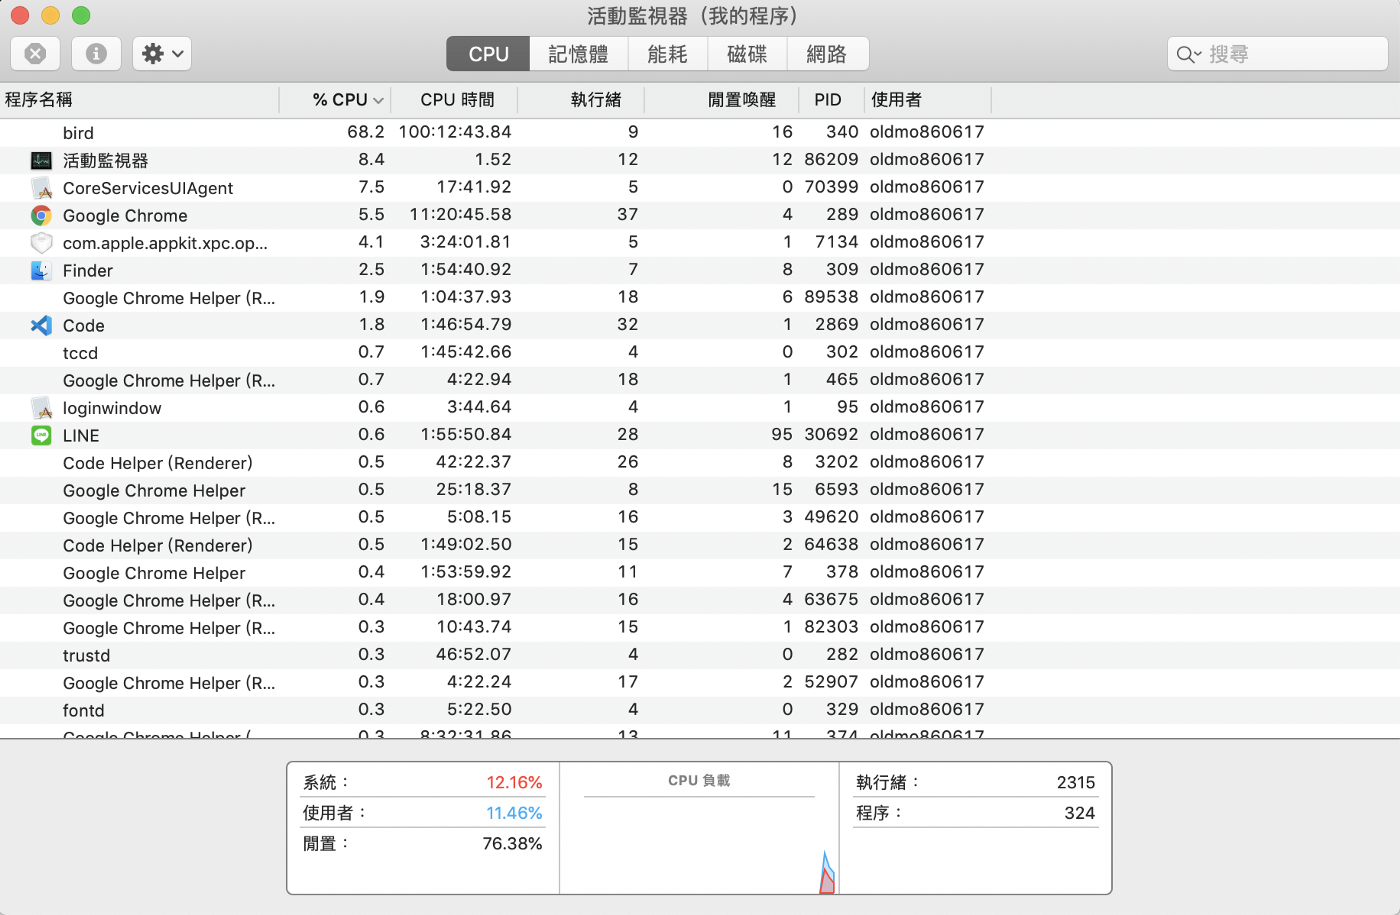 活動監視器（我的程序）
CPU 記憶體 能耗 磁碟 網路 搜尋
程序名稱 % CPU CPU 時間 執行緒 閒置喚醒 PID 使用者
bird 68.2 100:12:43.84 9 16 340 oldmo860617
活動監視器 8.4 1.52 12 12 86209 oldmo860617
CoreServicesUIAgent 7.5 17:41.92 5 0 70399 oldmo860617
Google Chrome 5.5 11:20:45.58 37 4 289 oldmo860617
com.apple.appkit.xpc.op... 4.1 3:24:01.81 5 1 7134 oldmo860617
Finder 2.5 1:54:40.92 7 8 309 oldmo860617
Google Chrome Helper (R... 1.9 1:04:37.93 18 6 89538 oldmo860617
Code 1.8 1:46:54.79 32 1 2869 oldmo860617
tccd 0.7 1:45:42.66 4 0 302 oldmo860617
Google Chrome Helper (R... 0.7 4:22.94 18 1 465 oldmo860617
loginwindow 0.6 3:44.64 4 1 95 oldmo860617
LINE 0.6 1:55:50.84 28 95 30692 oldmo860617
Code Helper (Renderer) 0.5 42:22.37 26 8 3202 oldmo860617
Google Chrome Helper 0.5 25:18.37 8 15 6593 oldmo860617
Google Chrome Helper (R... 0.5 5:08.15 16 3 49620 oldmo860617
Code Helper (Renderer) 0.5 1:49:02.50 15 2 64638 oldmo860617
Google Chrome Helper 0.4 1:53:59.92 11 7 378 oldmo860617
Google Chrome Helper (R... 0.4 18:00.97 16 4 63675 oldmo860617
Google Chrome Helper (R... 0.3 10:43.74 15 1 82303 oldmo860617
trustd 0.3 46:52.07 4 0 282 oldmo860617
Google Chrome Helper (R... 0.3 4:22.24 17 2 52907 oldmo860617
fontd 0.3 5:22.50 4 0 329 oldmo860617
Google Chrome Helper (... 0.3 8:32:31.86 13 11 374 oldmo860617
系統： 12.16% CPU 負載 執行緒： 2315
使用者： 11.46% 程序： 324
閒置： 76.38%